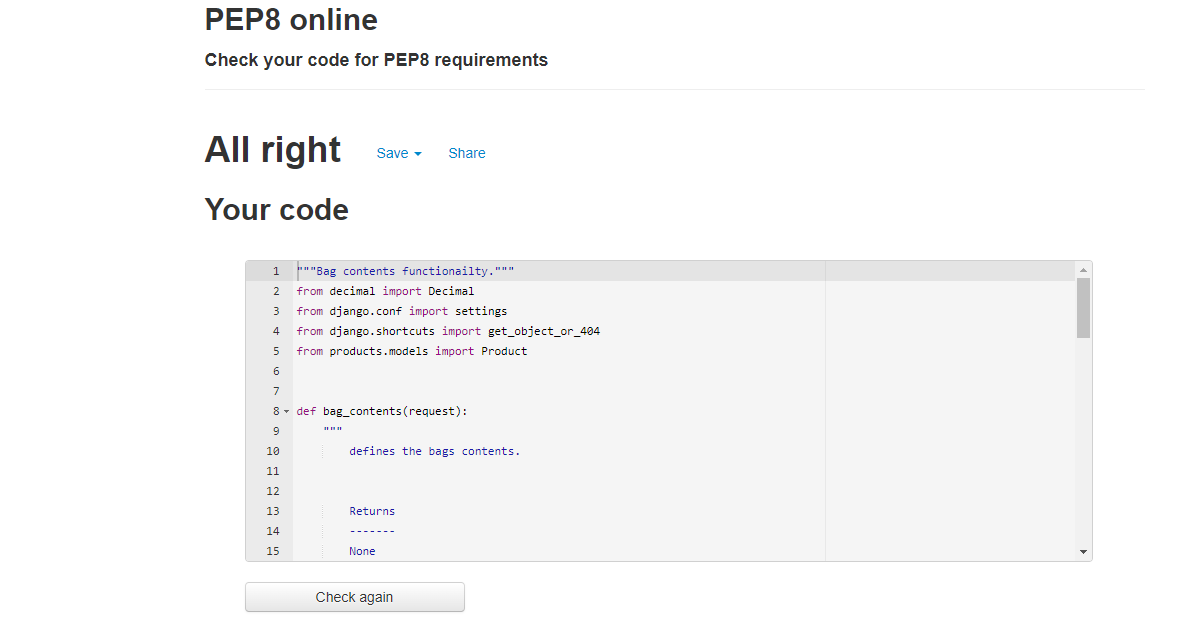 PEP8 online
Check your code for PEP8 requirements
All right Save Share
Your code
1 """Bag contents functionailty."""
2 from decimal import Decimal
3 from django.conf import settings
4 from django.shortcuts import get_object_or_404
5 from products.models import Product
6
7
8 def bag_contents(request):
9 """
10 defines the bags contents.
11
12
13 Returns
14 -------
15 None
Check again